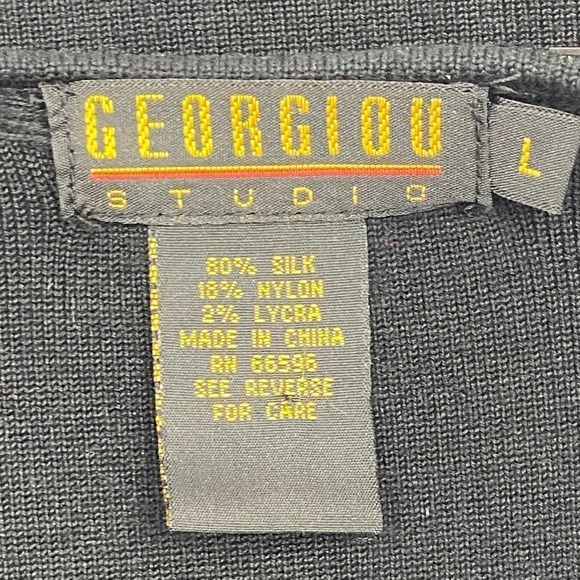 GEORGIOU
STUDIO
L
80% SILK
18% NYLON
2% LYCRA
MADE IN CHINA
RN 66596
SEE REVERSE
FOR CARE